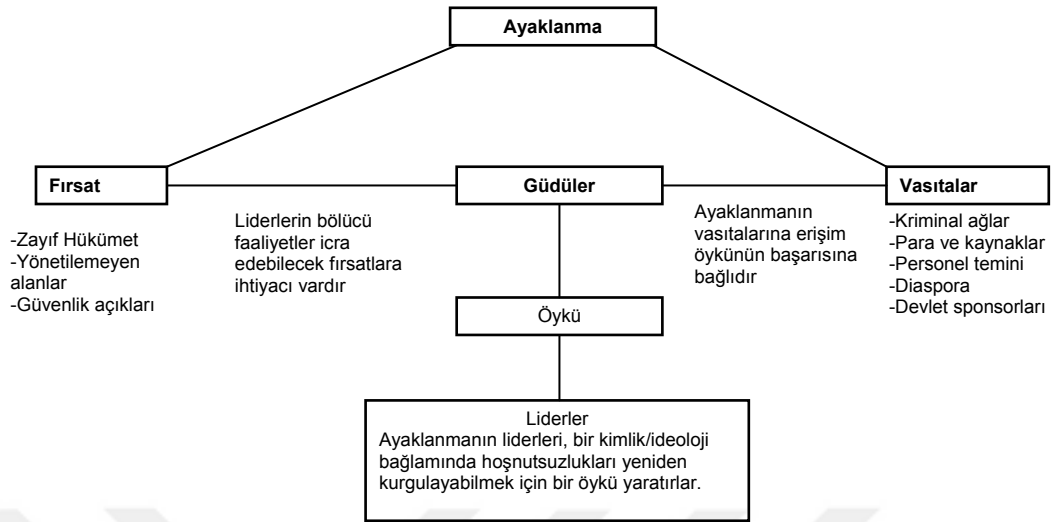 Ayaklanma
Fırsat
Güdüler
Vasıtalar
-Zayıf Hükümet
-Yönetilemeyen
alanlar
-Güvenlik açıkları
Liderlerin bölücü
faaliyetler icra
edebilecek fırsatlara
ihtiyacı vardır
Ayaklanmanın
vasıtalarına erişim
öykünün başarısına
bağlıdır
-Kriminal ağlar
-Para ve kaynaklar
-Personel temini
-Diaspora
-Devlet sponsorları
Öykü
Liderler
Ayaklanmanın liderleri, bir kimlik/ideoloji
bağlamında hoşnutsuzlukları yeniden
kurgulayabilmek için bir öykü yaratırlar.